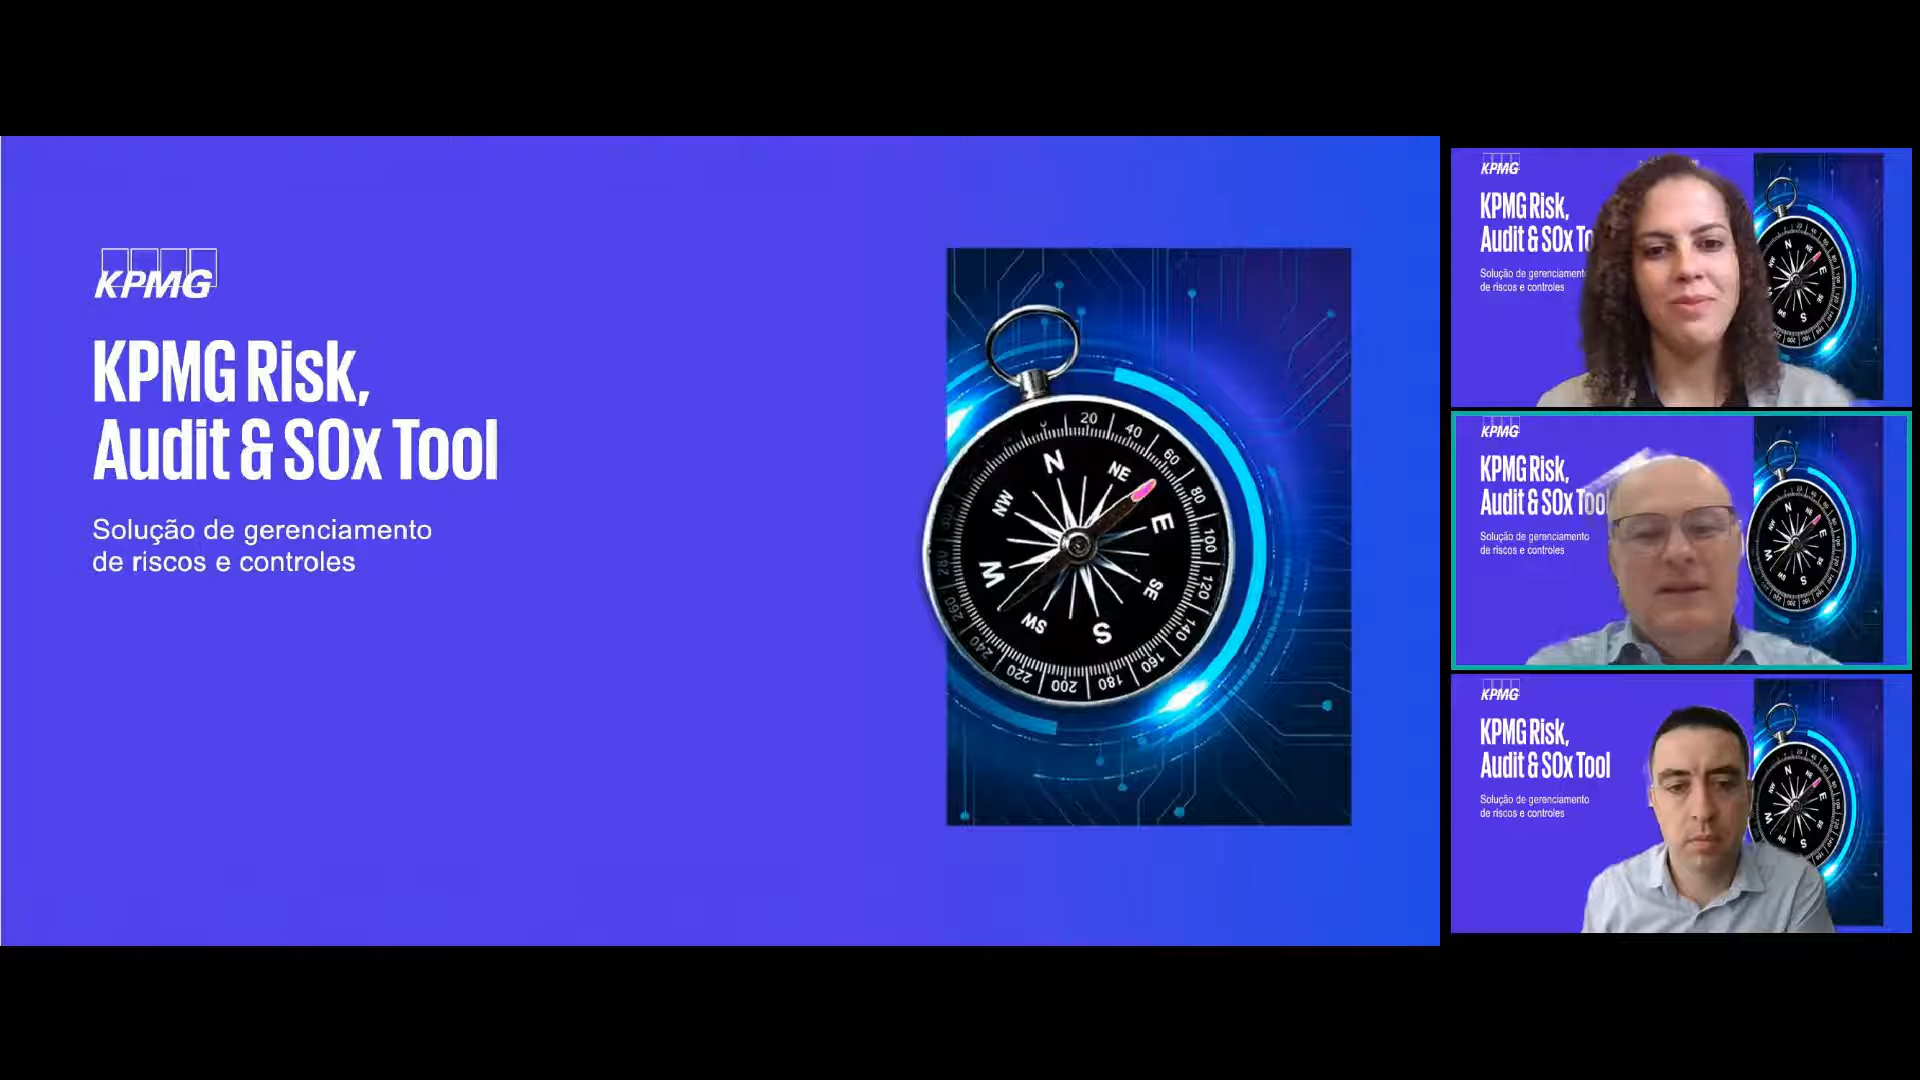 KPMG
KPMG Risk,
Audit & SOx Tool
Solução de gerenciamento
de riscos e controles
20
40
60
80
100
120
140
160
180
200
220
240
260
280
N
NE
E
SE
S
SW
W
NW
KPMG
KPMG Risk,
Audit & SOx To
Solução de gerenciamento
de riscos e controles
KPMG
KPMG Risk,
Audit & SOx Tool
Solução de gerenciamento
de riscos e controles
KPMG
KPMG Risk,
Audit & SOx Tool
Solução de gerenciamento
de riscos e controles